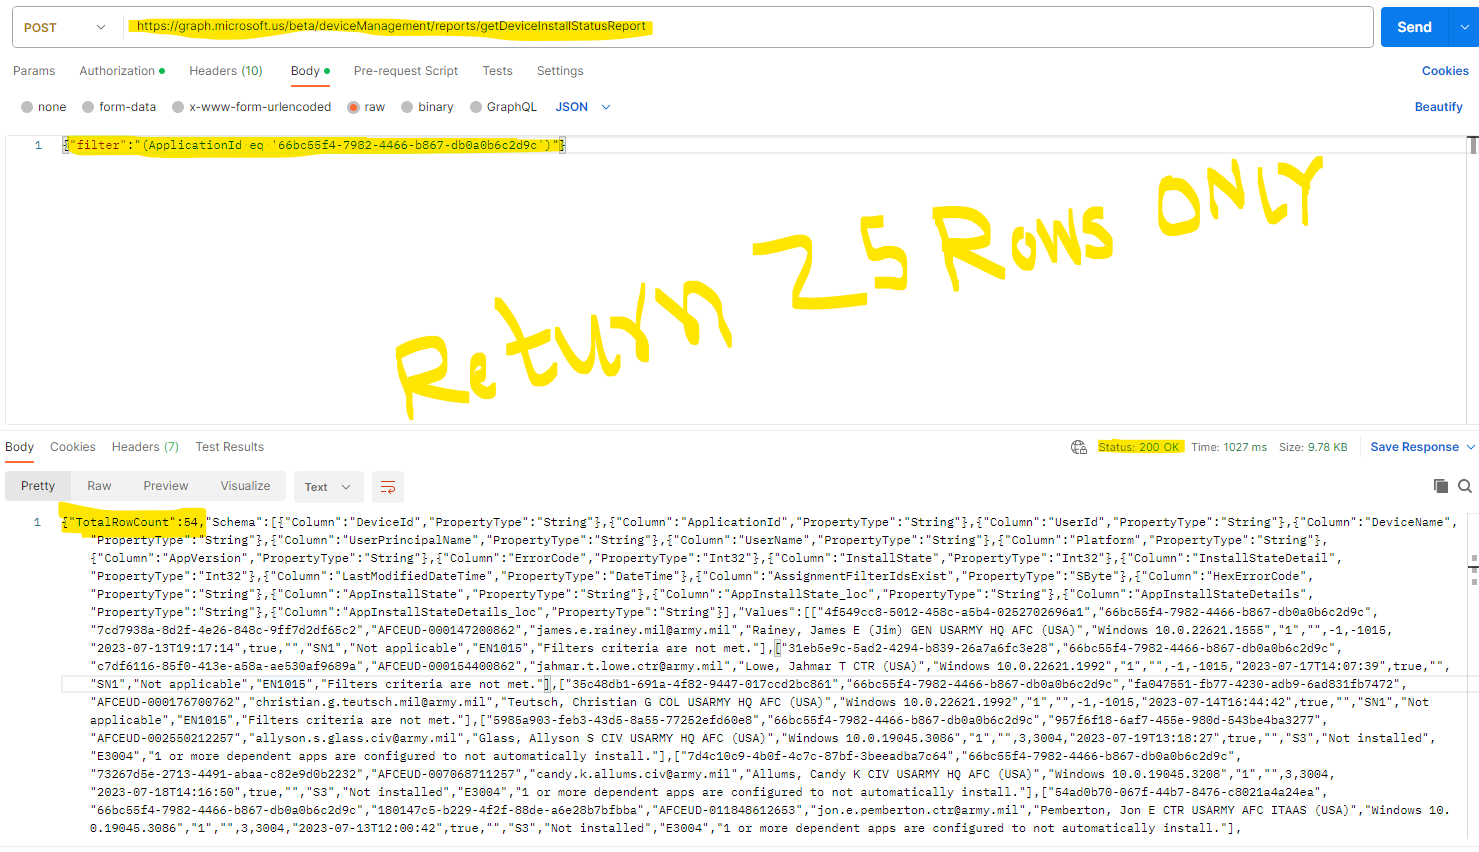 POST https://graph.microsoft.us/beta/deviceManagement/reports/getDeviceInstallStatusReport Send
Params Authorization Headers (10) Body Pre-request Script Tests Settings Cookies
none form-data x-www-form-urlencoded raw binary GraphQL JSON Beautify
1 {"filter":"(ApplicationId eq '66bc55f4-7982-4466-b867-db0a0b6c2d9c')"}
Return 25 Rows ONLY
Body Cookies Headers (7) Test Results Status: 200 OK Time: 1027 ms Size: 9.78 KB Save Response
Pretty Raw Preview Visualize Text
1 {"TotalRowCount":54,"Schema":[{"Column":"DeviceId","PropertyType":"String"},{"Column":"ApplicationId","PropertyType":"String"},{"Column":"UserId","PropertyType":"String"},{"Column":"DeviceName",
"PropertyType":"String"},{"Column":"UserPrincipalName","PropertyType":"String"},{"Column":"UserName","PropertyType":"String"},{"Column":"Platform","PropertyType":"String"},
{"Column":"AppVersion","PropertyType":"String"},{"Column":"ErrorCode","PropertyType":"Int32"},{"Column":"InstallState","PropertyType":"Int32"},{"Column":"InstallStateDetail",
"PropertyType":"Int32"},{"Column":"LastModifiedDateTime","PropertyType":"DateTime"},{"Column":"AssignmentFilterIdsExist","PropertyType":"SByte"},{"Column":"HexErrorCode",
"PropertyType":"String"},{"Column":"AppInstallState","PropertyType":"String"},{"Column":"AppInstallState_loc","PropertyType":"String"},{"Column":"AppInstallStateDetails",
"PropertyType":"String"},{"Column":"AppInstallStateDetails_loc","PropertyType":"String"}],"Values":[["4f549cc8-5012-458c-a5b4-0252702696a1","66bc55f4-7982-4466-b867-db0a0b6c2d9c",
"7cd7938a-8d2f-4e26-848c-9ff7d2df65c2","AFCEUD-000147200862","james.e.rainey.mil@army.mil","Rainey, James E (Jim) GEN USARMY HQ AFC (USA)","Windows 10.0.22621.1555","1","",-1,-1015,
"2023-07-13T19:17:14",true,"","SN1","Not applicable","EN1015","Filters criteria are not met."],["31eb5e9c-5ad2-4294-b839-26a7a6fc3e28","66bc55f4-7982-4466-b867-db0a0b6c2d9c",
"c7df6116-85f0-413e-a58a-ae530af9689a","AFCEUD-000154400862","jahmar.t.lowe.ctr@army.mil","Lowe, Jahmar T CTR (USA)","Windows 10.0.22621.1992","1","",-1,-1015,"2023-07-17T14:07:39",true,"",
"SN1","Not applicable","EN1015","Filters criteria are not met."],["35c48db1-691a-4f82-9447-017ccd2bc861","66bc55f4-7982-4466-b867-db0a0b6c2d9c","fa047551-fb77-4230-adb9-6ad831fb7472",
"AFCEUD-000176700762","christian.g.teutsch.mil@army.mil","Teutsch, Christian G COL USARMY HQ AFC (USA)","Windows 10.0.22621.1992","1","",-1,-1015,"2023-07-14T16:44:42",true,"","SN1","Not
applicable","EN1015","Filters criteria are not met."],["5985a903-feb3-43d5-8a55-77252efd60e8","66bc55f4-7982-4466-b867-db0a0b6c2d9c","957f6f18-6af7-455e-980d-543be4ba3277",
"AFCEUD-002550212257","allyson.s.glass.civ@army.mil","Glass, Allyson S CIV USARMY HQ AFC (USA)","Windows 10.0.19045.3086","1","",3,3004,"2023-07-19T13:18:27",true,"","S3","Not installed",
"E3004","1 or more dependent apps are configured to not automatically install."],["7d4c10c9-4b0f-4c7c-87bf-3beeadba7c64","66bc55f4-7982-4466-b867-db0a0b6c2d9c",
"73267d5e-2713-4491-abaa-c82e9d0b2232","AFCEUD-007068711257","candy.k.allums.civ@army.mil","Allums, Candy K CIV USARMY HQ AFC (USA)","Windows 10.0.19045.3208","1","",3,3004,
"2023-07-18T14:16:50",true,"","S3","Not installed","E3004","1 or more dependent apps are configured to not automatically install."],["54ad0b70-067f-44b7-8476-c8021a4a24ea",
"66bc55f4-7982-4466-b867-db0a0b6c2d9c","180147c5-b229-4f2f-88de-a6e28b7bfbba","AFCEUD-011848612653","jon.e.pemberton.ctr@army.mil","Pemberton, Jon E CTR USARMY AFC ITAAS (USA)","Windows 10.
0.19045.3086","1","",3,3004,"2023-07-13T12:00:42",true,"","S3","Not installed","E3004","1 or more dependent apps are configured to not automatically install."],